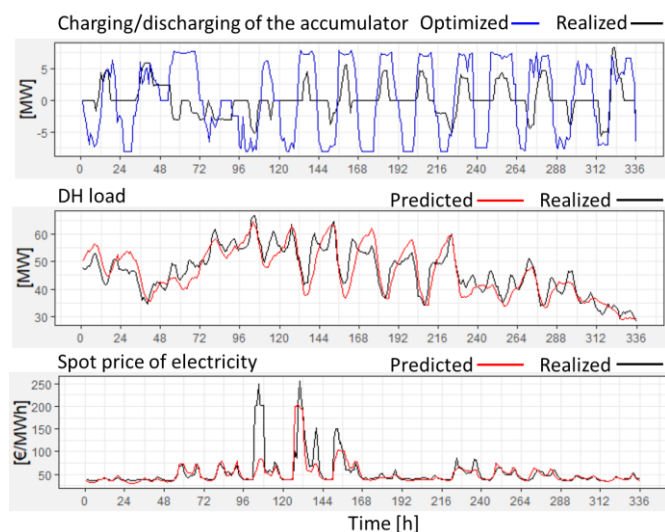 Charging/discharging of the accumulator Optimized Realized
[MW]
5
0
-5
0 24 48 72 96 120 144 168 192 216 240 264 288 312 336
DH load Predicted Realized
[MW]
60
50
40
30
0 24 48 72 96 120 144 168 192 216 240 264 288 312 336
Spot price of electricity Predicted Realized
[€/MWh]
250
200
150
100
50
0 24 48 72 96 120 144 168 192 216 240 264 288 312 336
Time [h]